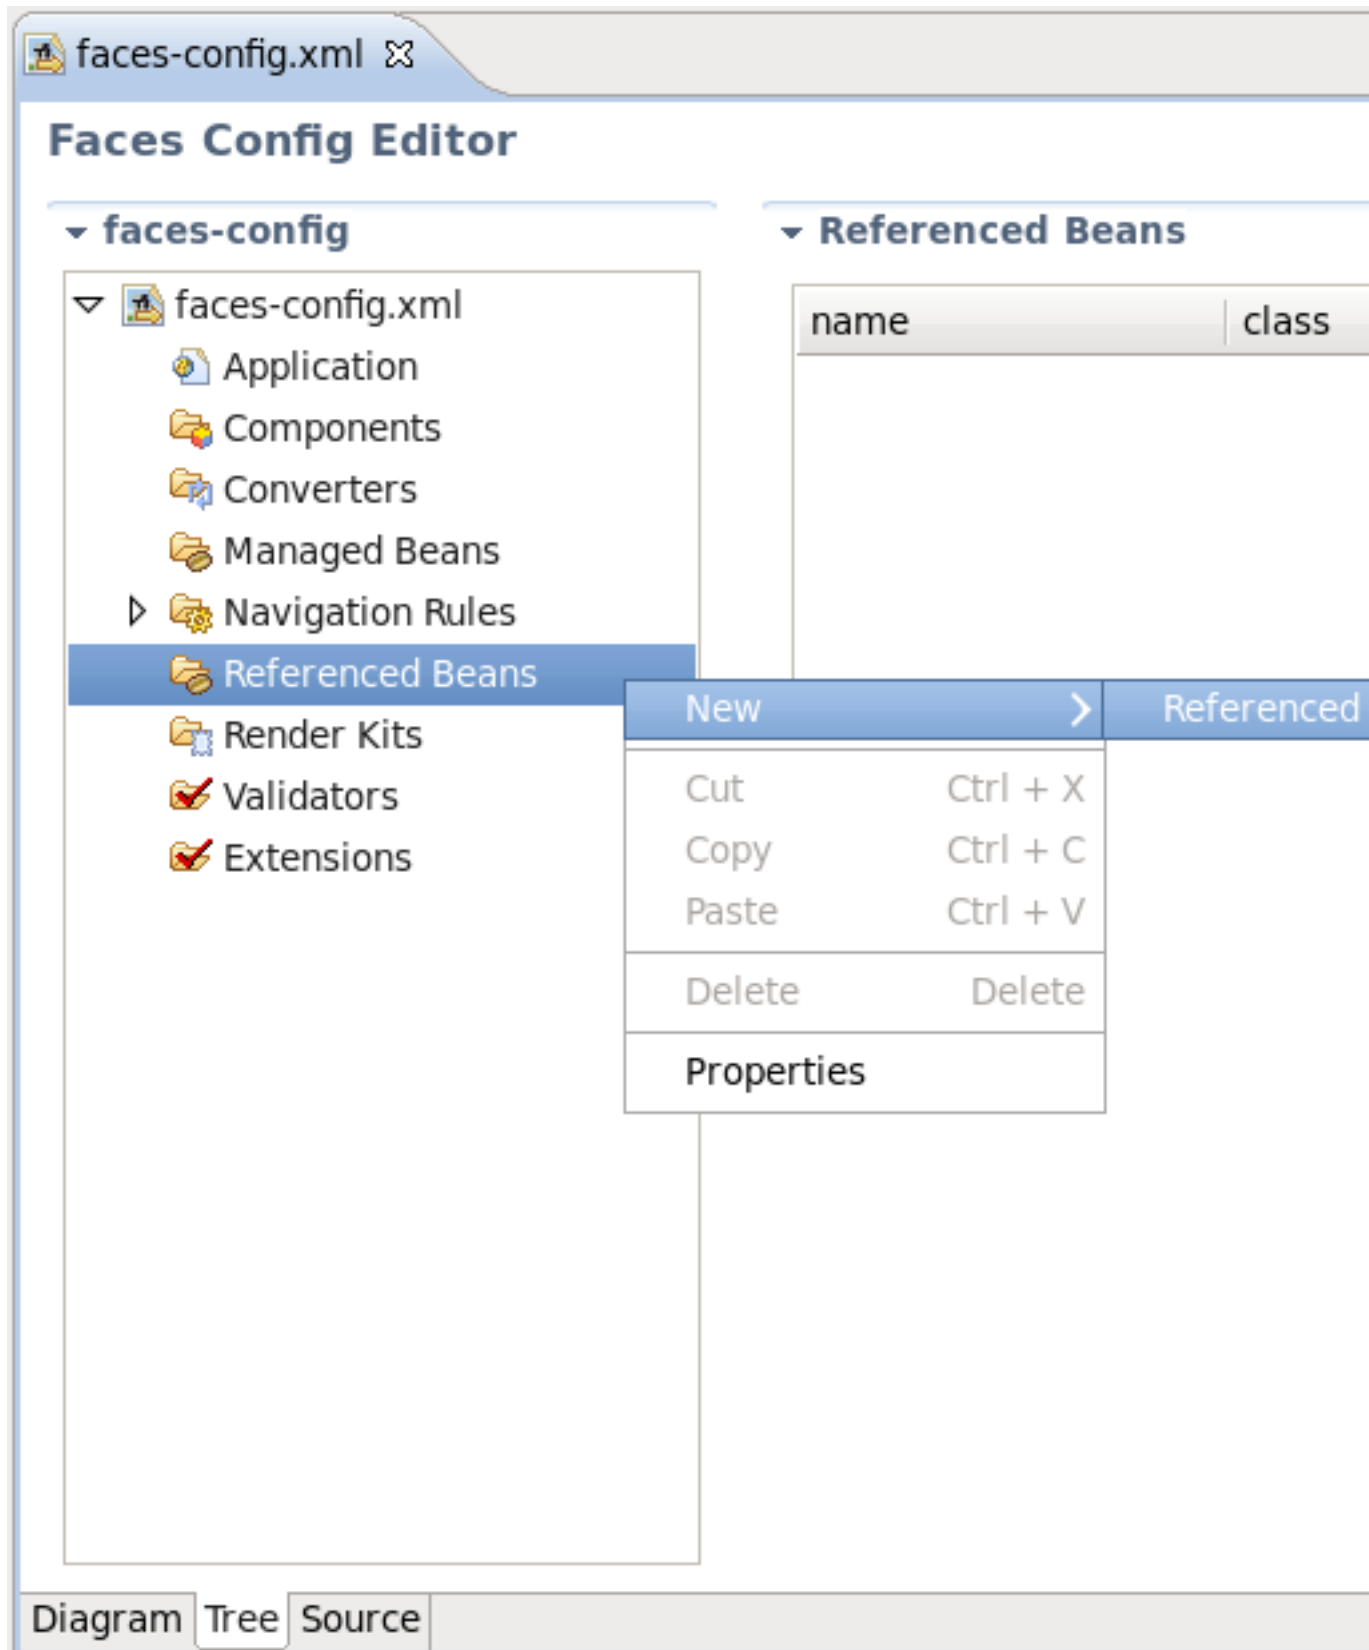 faces-config.xml
Faces Config Editor
faces-config
Referenced Beans
faces-config.xml
name class
Application
Components
Converters
Managed Beans
Navigation Rules
Referenced Beans
New Referenced
Render Kits
Cut Ctrl + X
Validators
Copy Ctrl + C
Extensions
Paste Ctrl + V
Delete Delete
Properties
Diagram Tree Source